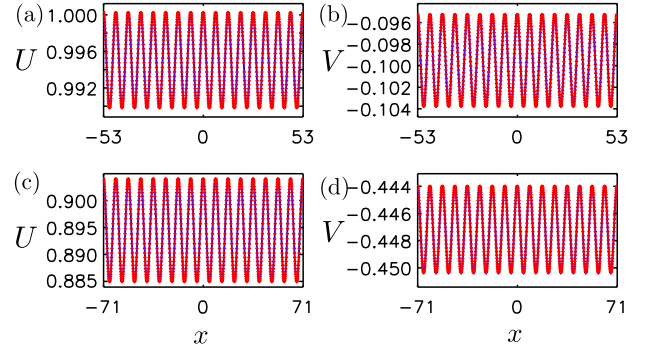 (a) 1.000
0.996
0.992
U
−53 0 53
(b) −0.096
−0.098
−0.100
−0.102
−0.104
V
−53 0 53
(c) 0.900
0.895
0.890
0.885
U
−71 0 71
x
(d) −0.444
−0.446
−0.448
−0.450
V
−71 0 71
x